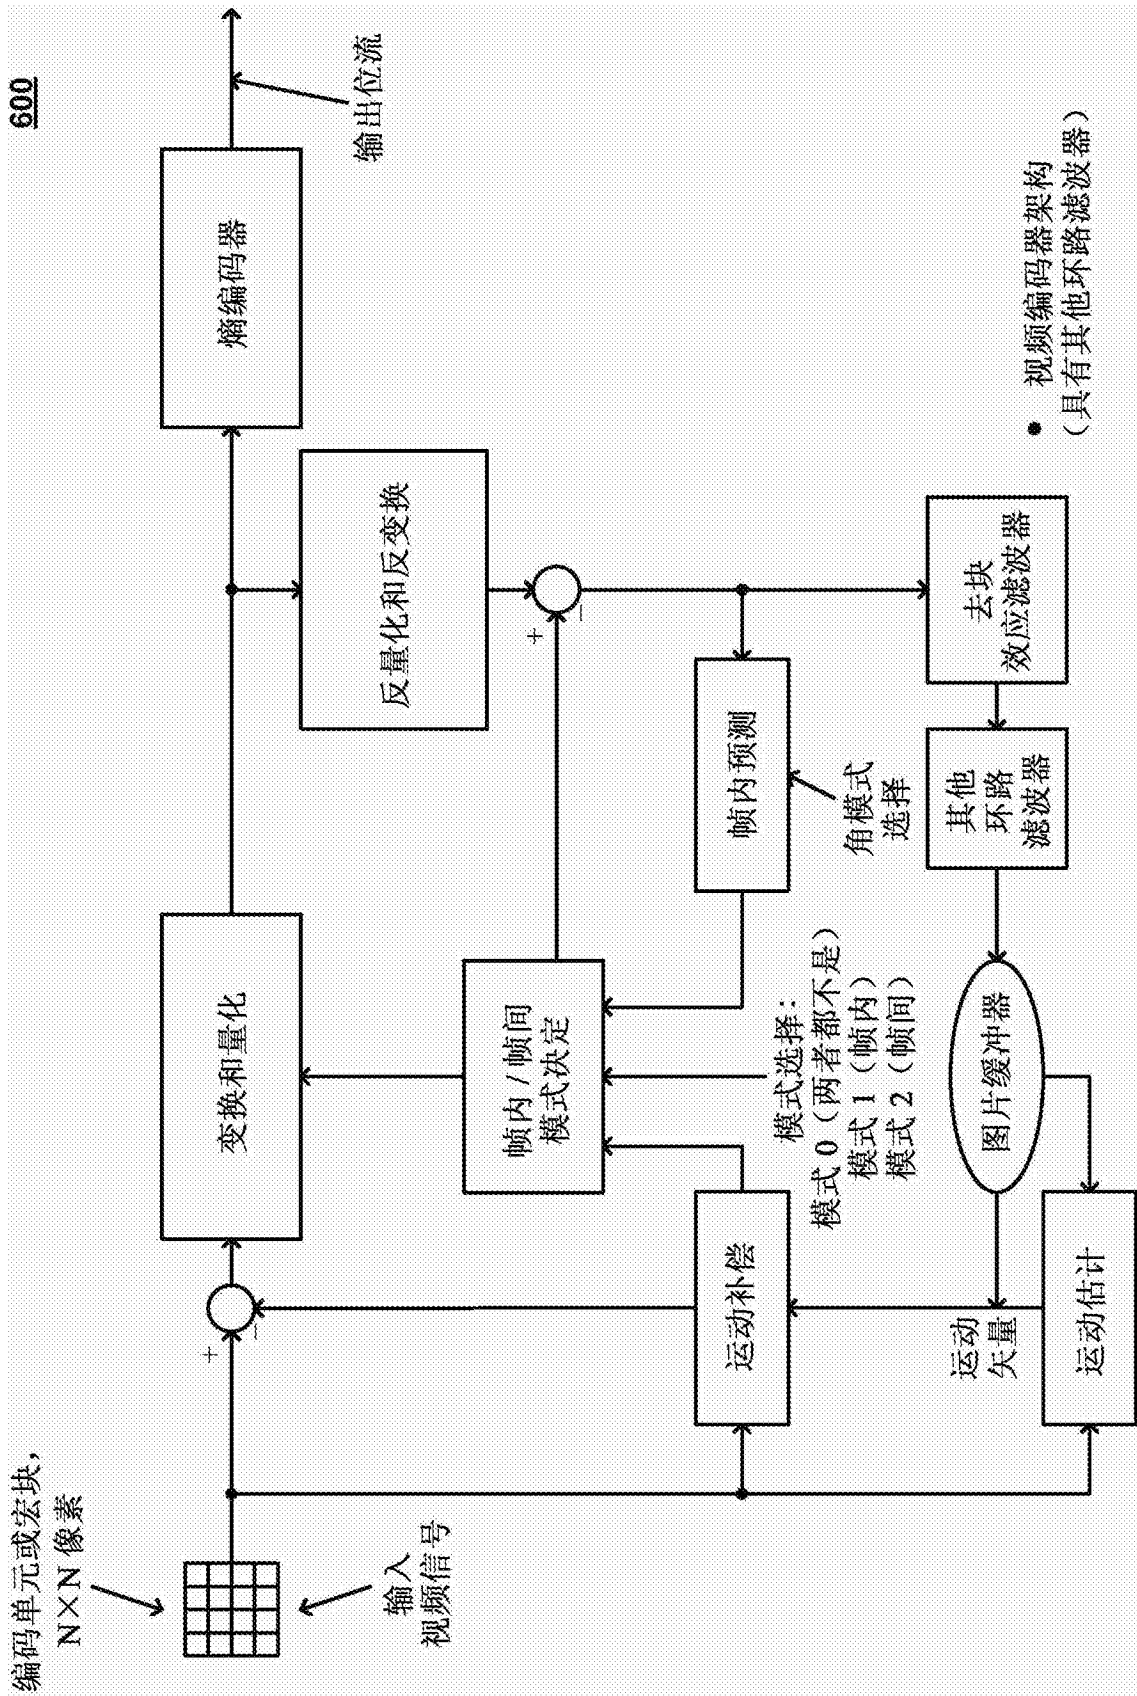 600
编码单元或宏块，
N×N 像素
输入
视频信号
+
−
变换和量化
熵编码器
输出位流
反量化和反变换
+
−
帧内 / 帧间
模式决定
运动补偿
帧内预测
角模式
选择
模式选择：
模式 0（两者都不是）
模式 1（帧内）
模式 2（帧间）
运动
矢量
运动估计
图片缓冲器
其他
环路
滤波器
去块
效应滤波器
● 视频编码器架构
（具有其他环路滤波器）